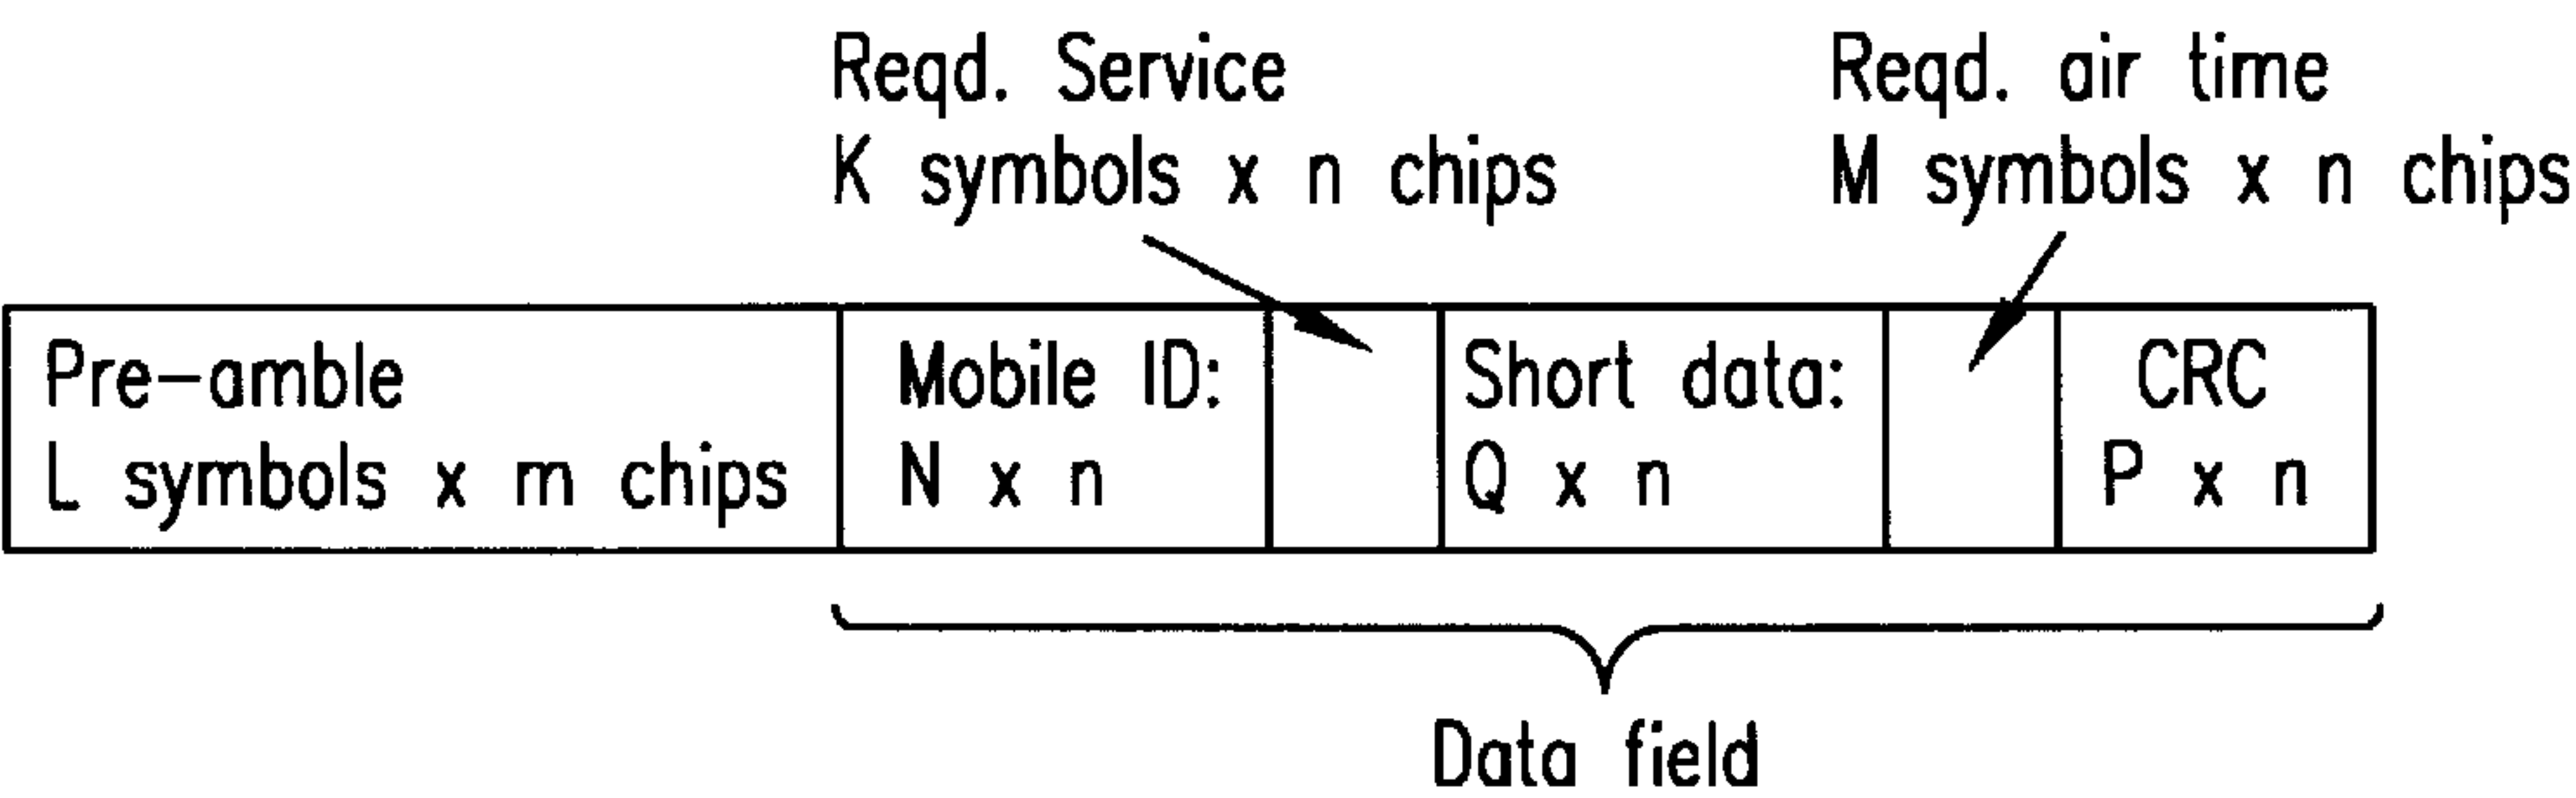 Reqd. Service
K symbols x n chips
Reqd. air time
M symbols x n chips
Pre-amble
L symbols x m chips
Mobile ID:
N x n
Short data:
Q x n
CRC
P x n
Data field